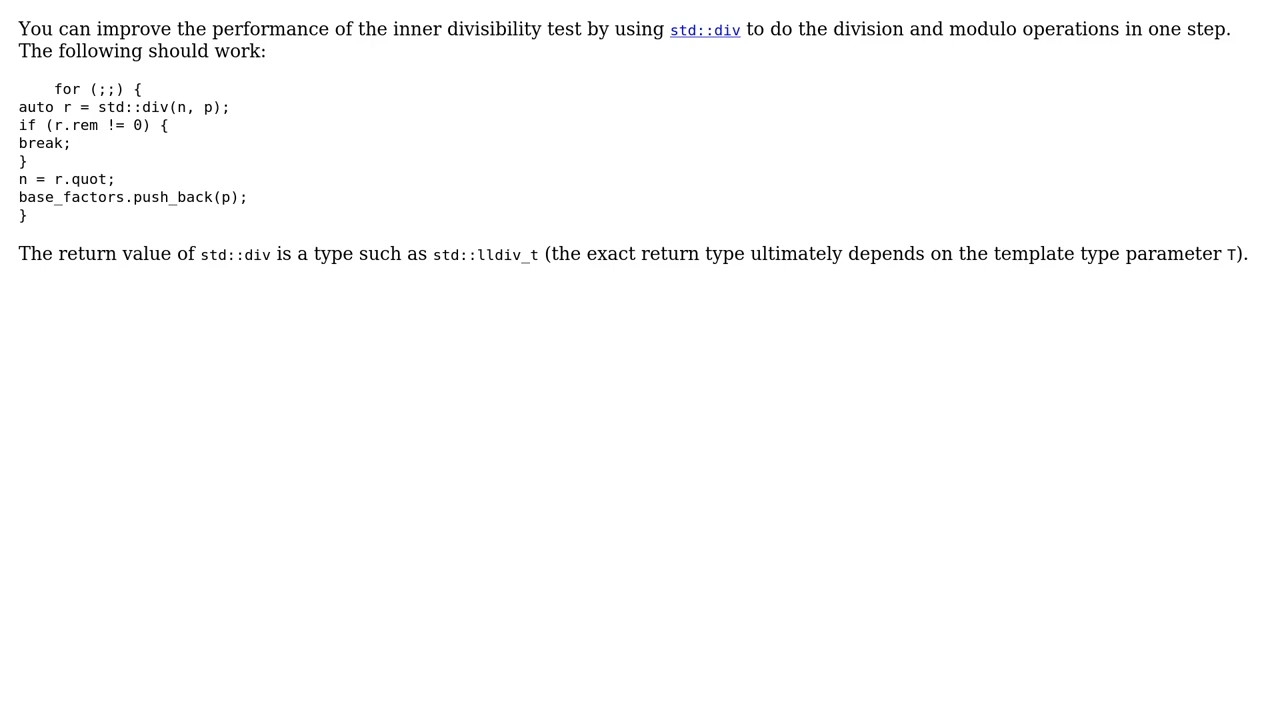 You can improve the performance of the inner divisibility test by using std::div to do the division and modulo operations in one step.
The following should work:
    for (;;) {
auto r = std::div(n, p);
if (r.rem != 0) {
break;
}
n = r.quot;
base_factors.push_back(p);
}
The return value of std::div is a type such as std::lldiv_t (the exact return type ultimately depends on the template type parameter T).